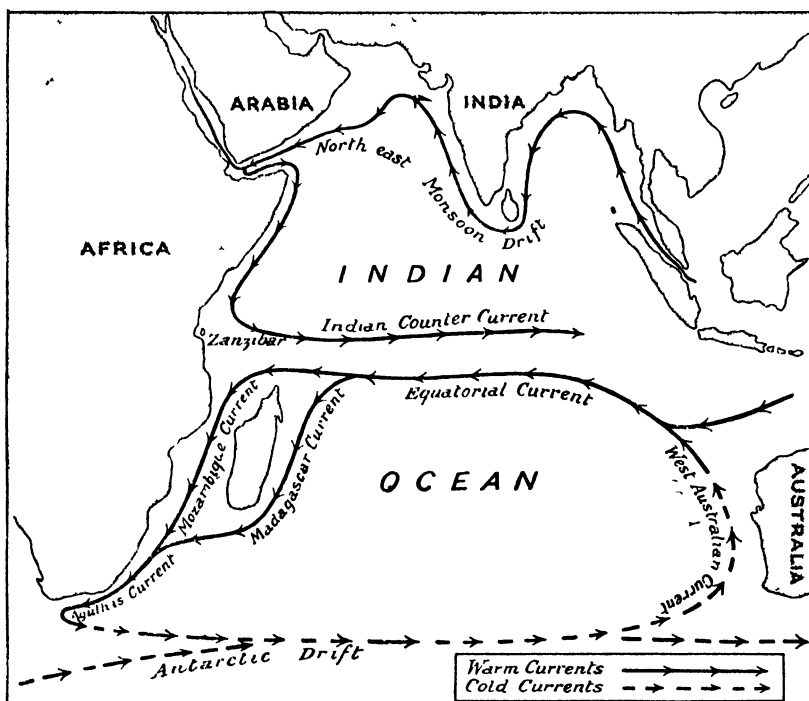 ARABIA
INDIA
North east Monsoon Drift
AFRICA
INDIAN
Zanzibar
Indian Counter Current
Equatorial Current
Mozambique Current
Madagascar Current
OCEAN
West Australian Current
AUSTRALIA
Agulhas Current
Antarctic Drift
Warm Currents
Cold Currents